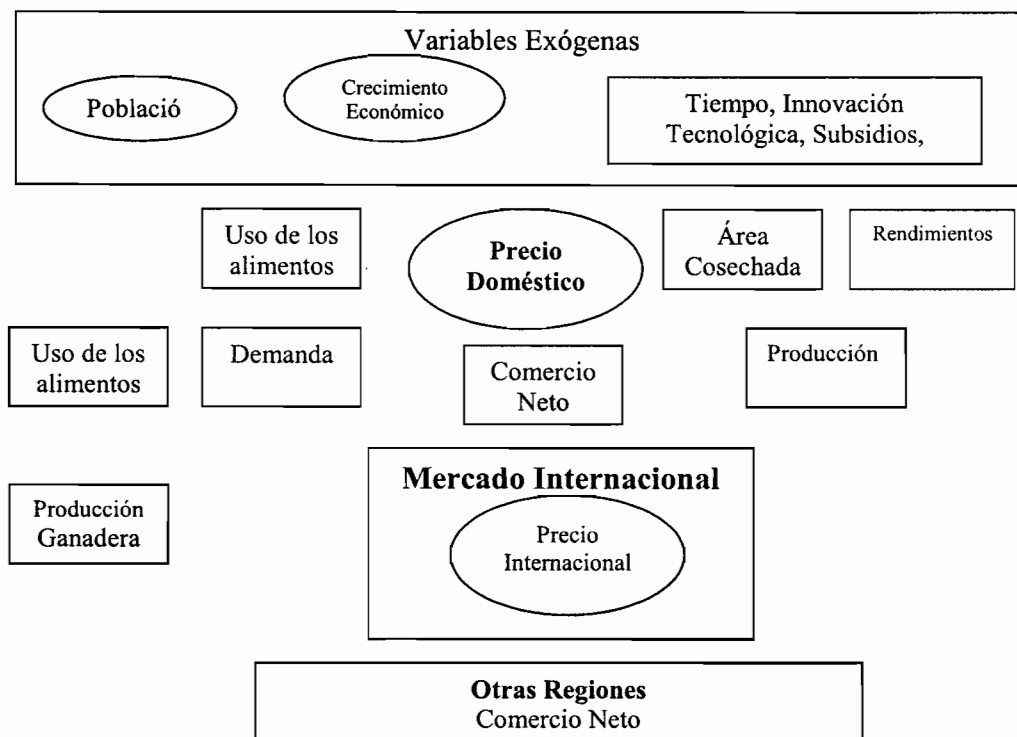 Variables Exógenas
Població
Crecimiento
Económico
Tiempo, Innovación
Tecnológica, Subsidios,
Uso de los
alimentos
Precio
Doméstico
Área
Cosechada
Rendimientos
Uso de los
alimentos
Demanda
Comercio
Neto
Producción
Mercado Internacional
Precio
Internacional
Producción
Ganadera
Otras Regiones
Comercio Neto